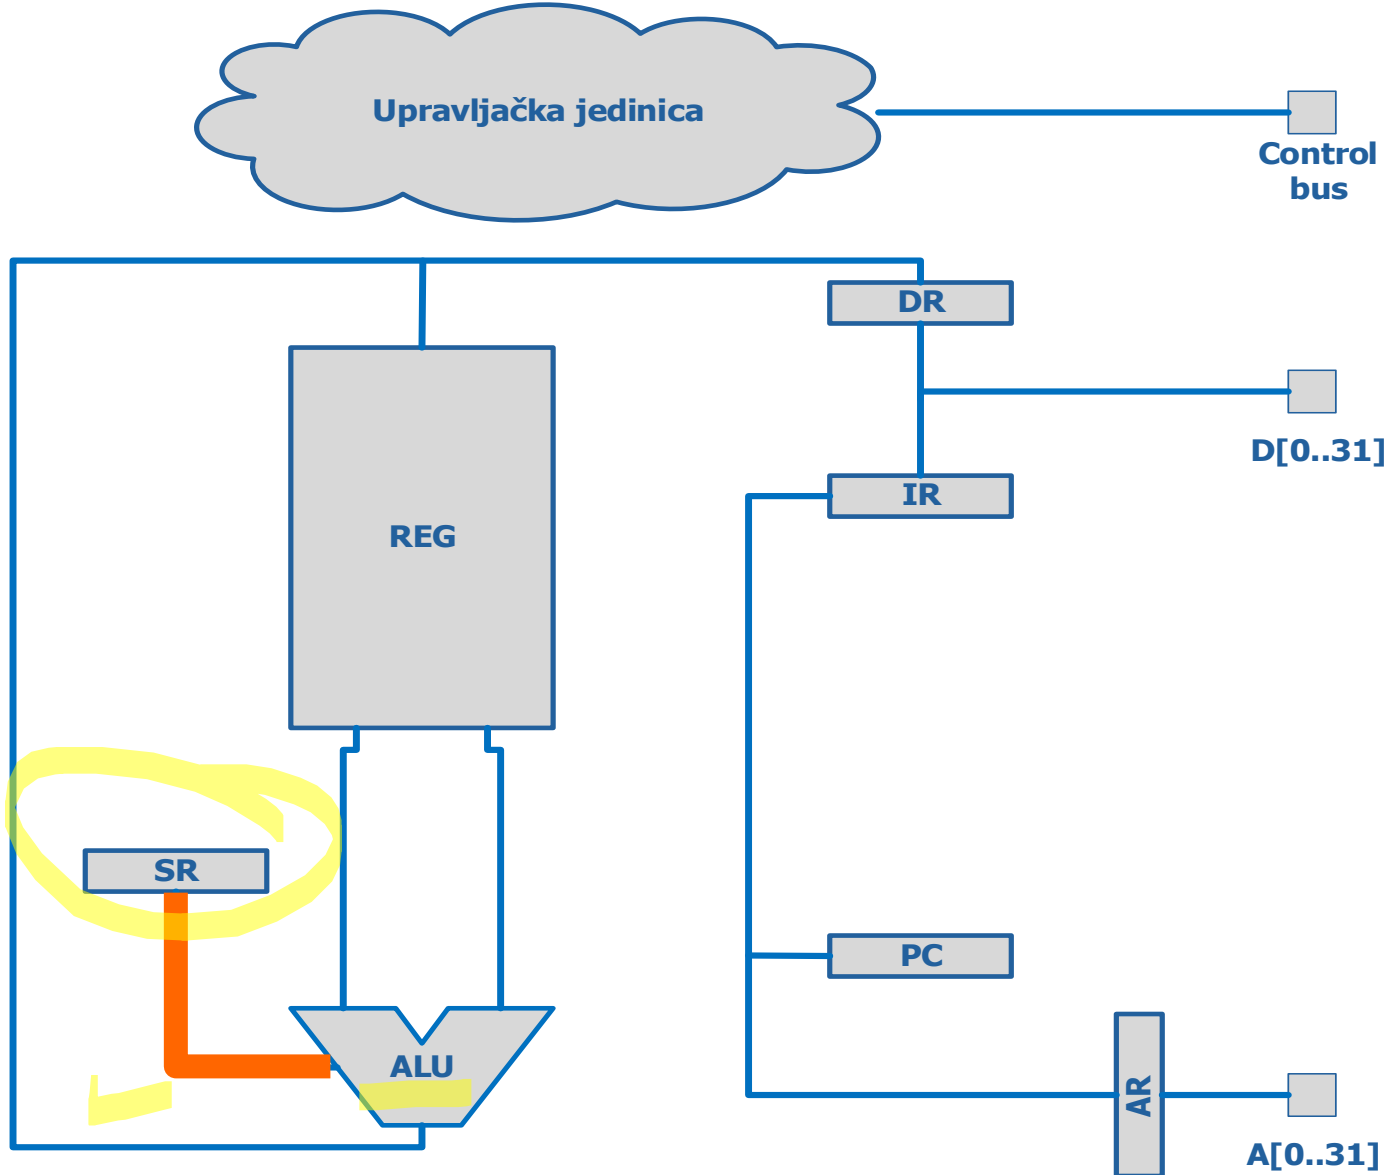 Upravljačka jedinica
Control
bus
DR
D[0..31]
IR
REG
SR
PC
ALU
AR
A[0..31]